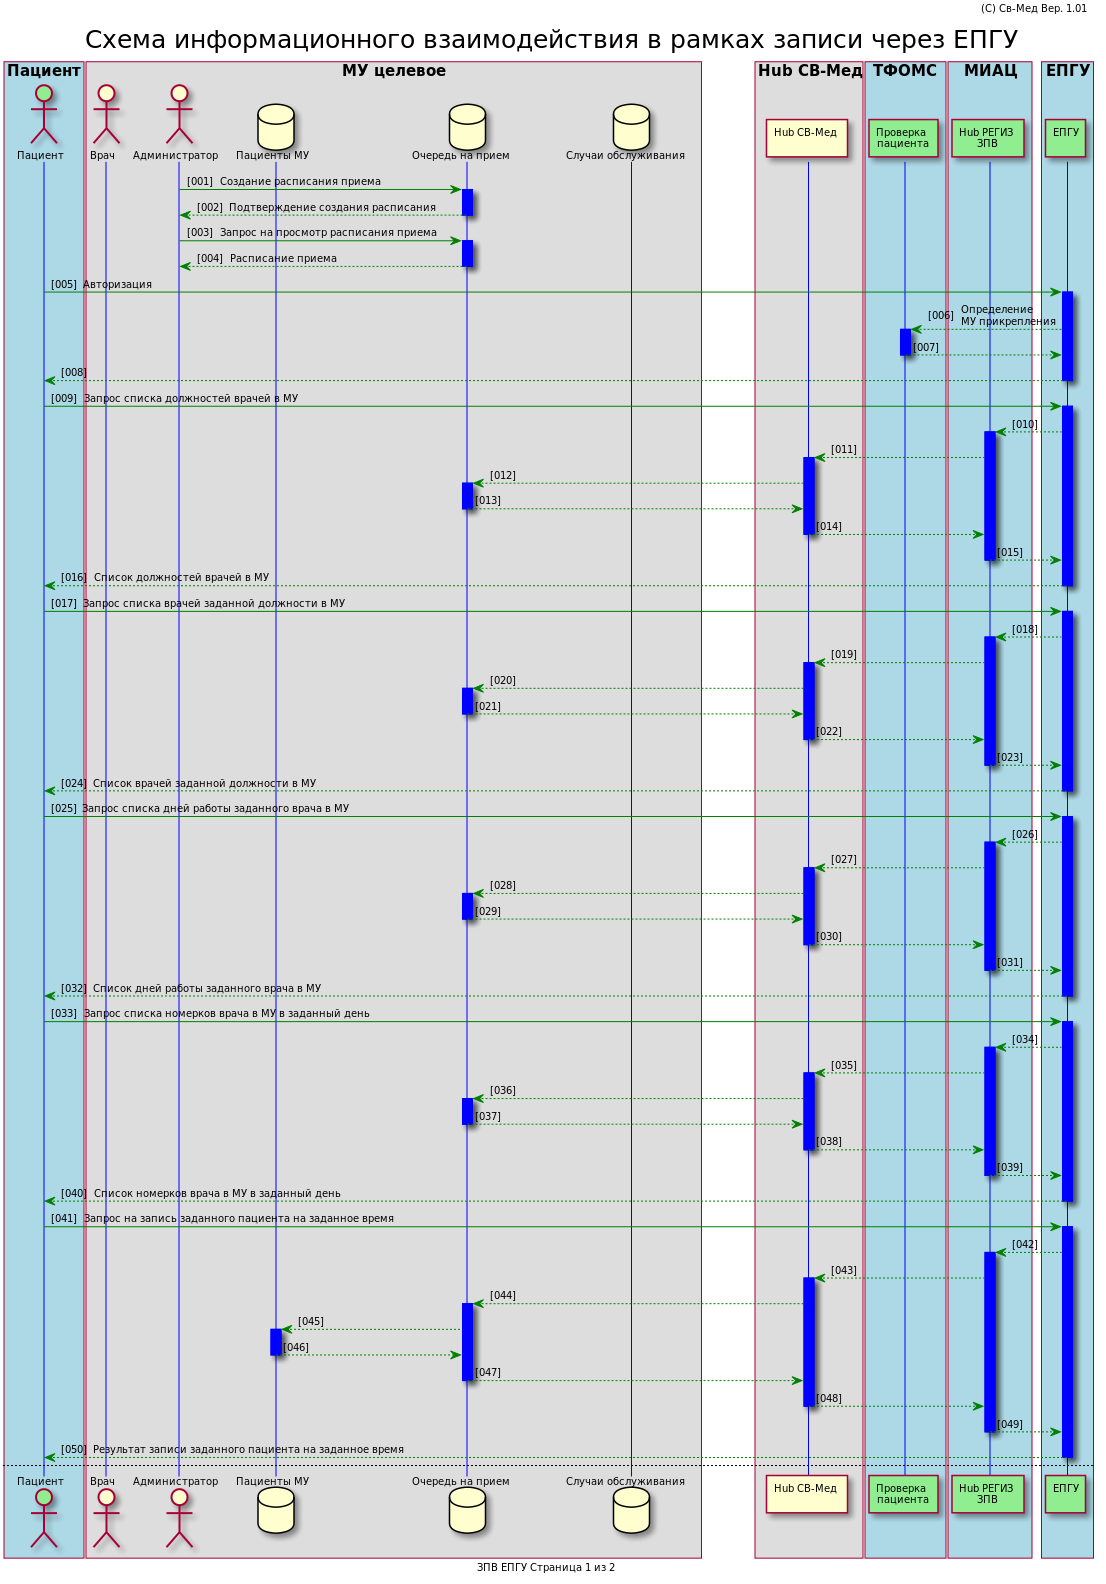 (C) Св-Мед Вер. 1.01
Схема информационного взаимодействия в рамках записи через ЕПГУ
Пациент МУ целевое Hub СВ-Мед ТФОМС МИАЦ ЕПГУ
Hub СВ-Мед
Проверка
пациента
Hub РЕГИЗ
ЗПВ
ЕПГУ
Пациент Врач Администратор Пациенты МУ Очередь на прием Случаи обслуживания
[001] Создание расписания приема
[002] Подтверждение создания расписания
[003] Запрос на просмотр расписания приема
[004] Расписание приема
[005] Авторизация
[006] Определение
МУ прикрепления
[007]
[008]
[009] Запрос списка должностей врачей в МУ
[010]
[011]
[012]
[013]
[014]
[015]
[016] Список должностей врачей в МУ
[017] Запрос списка врачей заданной должности в МУ
[018]
[019]
[020]
[021]
[022]
[023]
[024] Список врачей заданной должности в МУ
[025] Запрос списка дней работы заданного врача в МУ
[026]
[027]
[028]
[029]
[030]
[031]
[032] Список дней работы заданного врача в МУ
[033] Запрос списка номерков врача в МУ в заданный день
[034]
[035]
[036]
[037]
[038]
[039]
[040] Список номерков врача в МУ в заданный день
[041] Запрос на запись заданного пациента на заданное время
[042]
[043]
[044]
[045]
[046]
[047]
[048]
[049]
[050] Результат записи заданного пациента на заданное время
Пациент Врач Администратор Пациенты МУ Очередь на прием Случаи обслуживания
Hub СВ-Мед
Проверка
пациента
Hub РЕГИЗ
ЗПВ
ЕПГУ
ЗПВ ЕПГУ Страница 1 из 2